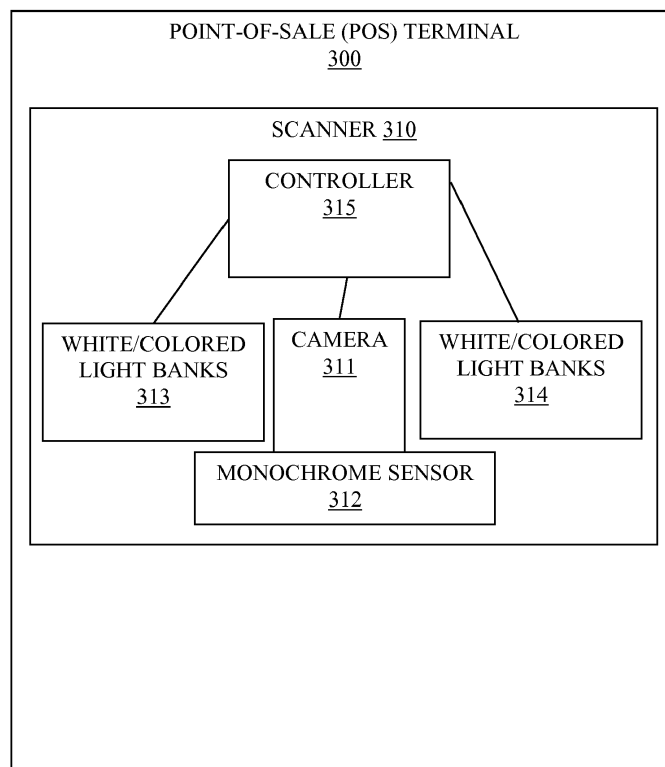 POINT-OF-SALE (POS) TERMINAL
300
SCANNER 310
CONTROLLER
315
WHITE/COLORED
LIGHT BANKS
313
CAMERA
311
WHITE/COLORED
LIGHT BANKS
314
MONOCHROME SENSOR
312